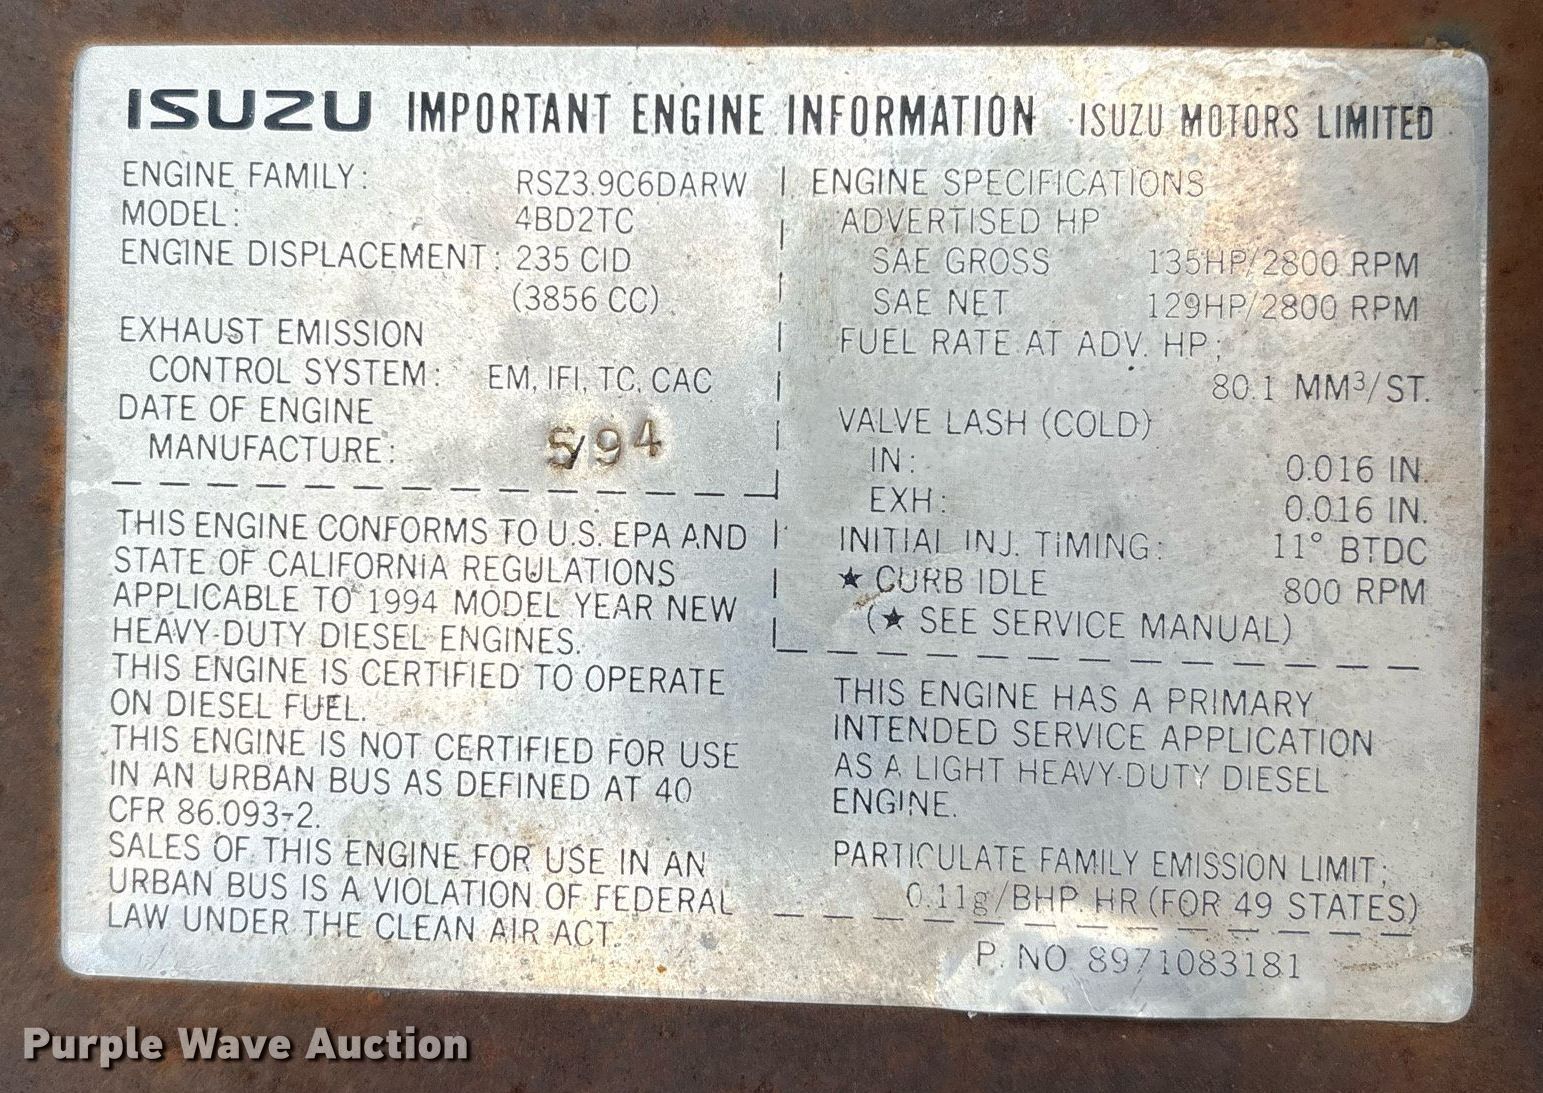 ISUZU IMPORTANT ENGINE INFORMATION ISUZU MOTORS LIMITED
ENGINE FAMILY: RSZ3.9C6DARW
MODEL: 4BD2TC
ENGINE DISPLACEMENT: 235 CID
(3856 CC)
EXHAUST EMISSION
CONTROL SYSTEM: EM, IFI, TC, CAC
DATE OF ENGINE
MANUFACTURE: 5/94
THIS ENGINE CONFORMS TO U.S. EPA AND
STATE OF CALIFORNIA REGULATIONS
APPLICABLE TO 1994 MODEL YEAR NEW
HEAVY-DUTY DIESEL ENGINES.
THIS ENGINE IS CERTIFIED TO OPERATE
ON DIESEL FUEL.
THIS ENGINE IS NOT CERTIFIED FOR USE
IN AN URBAN BUS AS DEFINED AT 40
CFR 86.093-2.
SALES OF THIS ENGINE FOR USE IN AN
URBAN BUS IS A VIOLATION OF FEDERAL
LAW UNDER THE CLEAN AIR ACT.
ENGINE SPECIFICATIONS
ADVERTISED HP
SAE GROSS 135HP/2800 RPM
SAE NET 129HP/2800 RPM
FUEL RATE AT ADV. HP;
80.1 MM³/ST.
VALVE LASH (COLD)
IN: 0.016 IN.
EXH: 0.016 IN.
INITIAL INJ. TIMING: 11° BTDC
★ CURB IDLE 800 RPM
(★ SEE SERVICE MANUAL)
THIS ENGINE HAS A PRIMARY
INTENDED SERVICE APPLICATION
AS A LIGHT HEAVY-DUTY DIESEL
ENGINE.
PARTICULATE FAMILY EMISSION LIMIT;
0.11g/BHP.HR (FOR 49 STATES)
P. NO 8971083181
Purple Wave Auction